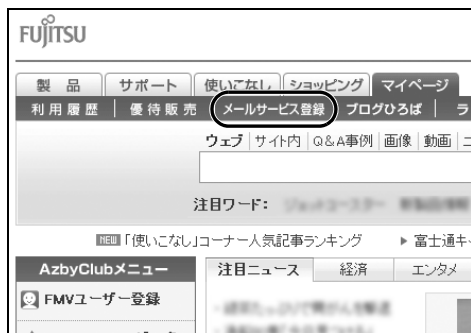 FUJITSU
製 品 サポート 使いこなし ショッピング マイページ
利用履歴 | 優待販売 メールサービス登録 ブログひろば | ラ
ウェブ | サイト内 | Q&A事例 | 画像 | 動画 |
注目ワード:
NEW 「使いこなし」コーナー人気記事ランキング ▶ 富士通キ
AzbyClubメニュー 注目ニュース 経済 エンタメ
FMVユーザー登録